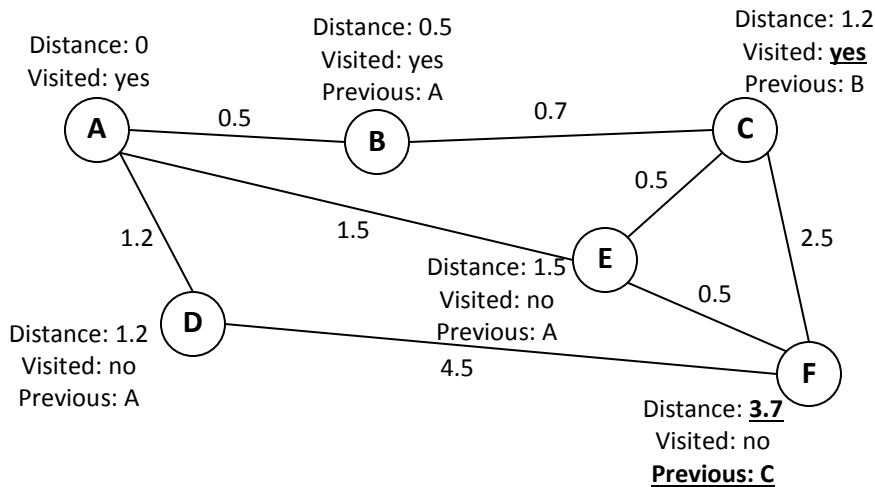 Distance: 0
Visited: yes
Distance: 0.5
Visited: yes
Previous: A
Distance: 1.2
Visited: yes
Previous: B
A
0.5
B
0.7
C
0.5
1.2
1.5
2.5
E
Distance: 1.5
Visited: no
Previous: A
0.5
D
Distance: 1.2
Visited: no
Previous: A
4.5
F
Distance: 3.7
Visited: no
Previous: C